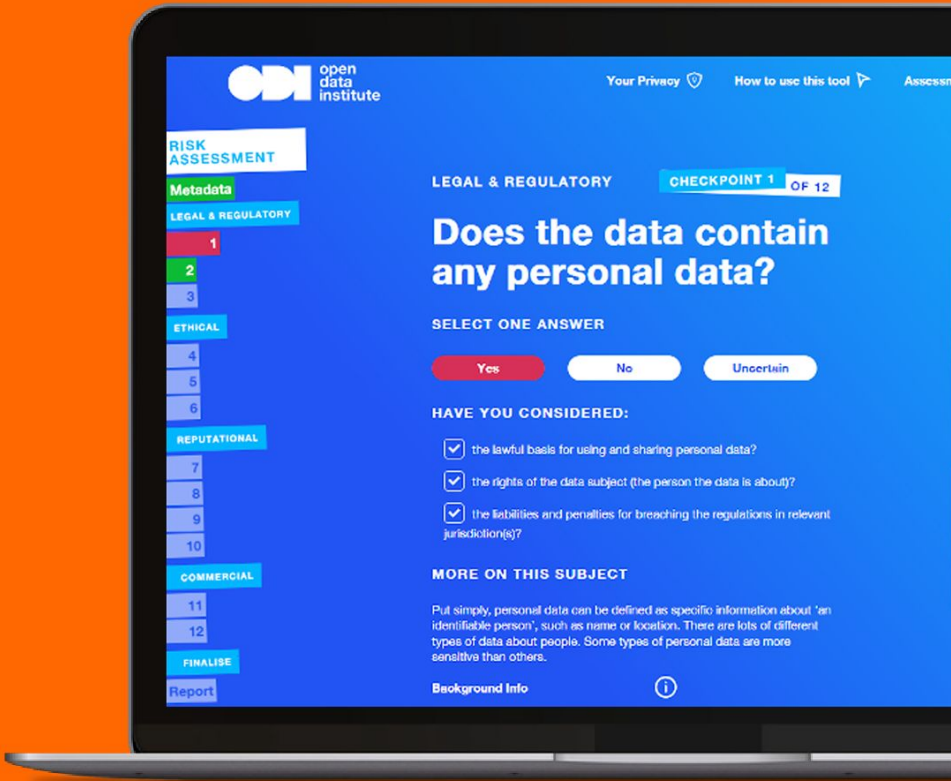 ODI
open
data
institute
Your Privacy
How to use this tool
RISK
ASSESSMENT
Metadata
LEGAL & REGULATORY
1
2
3
ETHICAL
4
5
6
REPUTATIONAL
7
8
9
10
COMMERCIAL
11
12
FINALISE
Report
LEGAL & REGULATORY
CHECKPOINT 1 OF 12
Does the data contain
any personal data?
SELECT ONE ANSWER
Yes No Uncertain
HAVE YOU CONSIDERED:
the lawful basis for using and sharing personal data?
the rights of the data subject (the person the data is about)?
the liabilities and penalties for breaching the regulations in relevant
jurisdiction(s)?
MORE ON THIS SUBJECT
Put simply, personal data can be defined as specific information about 'an
identifiable person', such as name or location. There are lots of different
types of data about people. Some types of personal data are more
sensitive than others.
Background Info